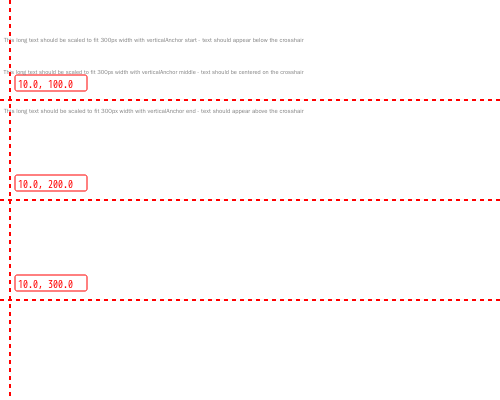 This long text should be scaled to fit 300px width with verticalAnchor start - text should appear below the crosshair
This long text should be scaled to fit 300px width with verticalAnchor middle - text should be centered on the crosshair
10.0, 100.0
This long text should be scaled to fit 300px width with verticalAnchor end - text should appear above the crosshair
10.0, 200.0
10.0, 300.0